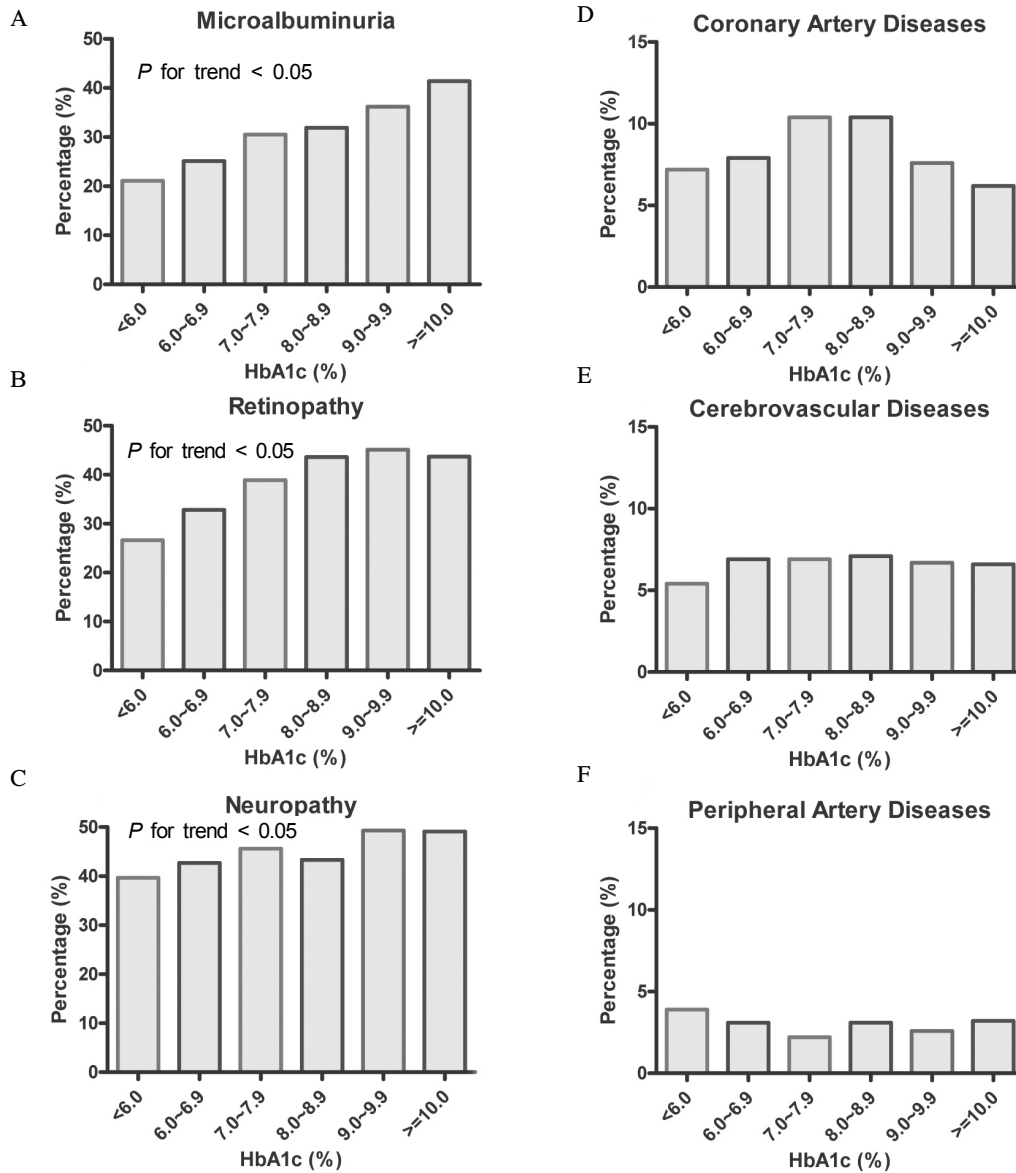 A
Microalbuminuria
P for trend < 0.05
Percentage (%)
50
40
30
20
10
0
<6.0
6.0~6.9
7.0~7.9
8.0~8.9
9.0~9.9
>=10.0
HbA1c (%)
B
Retinopathy
P for trend < 0.05
Percentage (%)
50
40
30
20
10
0
<6.0
6.0~6.9
7.0~7.9
8.0~8.9
9.0~9.9
>=10.0
HbA1c (%)
C
Neuropathy
P for trend < 0.05
Percentage (%)
50
40
30
20
10
0
<6.0
6.0~6.9
7.0~7.9
8.0~8.9
9.0~9.9
>=10.0
HbA1c (%)
D
Coronary Artery Diseases
Percentage (%)
15
10
5
0
<6.0
6.0~6.9
7.0~7.9
8.0~8.9
9.0~9.9
>=10.0
HbA1c (%)
E
Cerebrovascular Diseases
Percentage (%)
15
10
5
0
<6.0
6.0~6.9
7.0~7.9
8.0~8.9
9.0~9.9
>=10.0
HbA1c (%)
F
Peripheral Artery Diseases
Percentage (%)
15
10
5
0
<6.0
6.0~6.9
7.0~7.9
8.0~8.9
9.0~9.9
>=10.0
HbA1c (%)